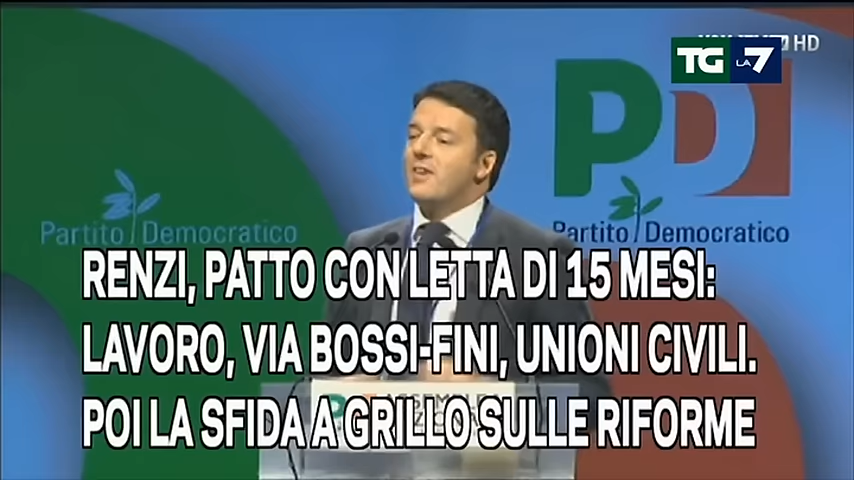 HD
TG LA7
PD
Partito Democratico
Partito Democratico
RENZI, PATTO CON LETTA DI 15 MESI:
LAVORO, VIA BOSSI-FINI, UNIONI CIVILI.
POI LA SFIDA A GRILLO SULLE RIFORME